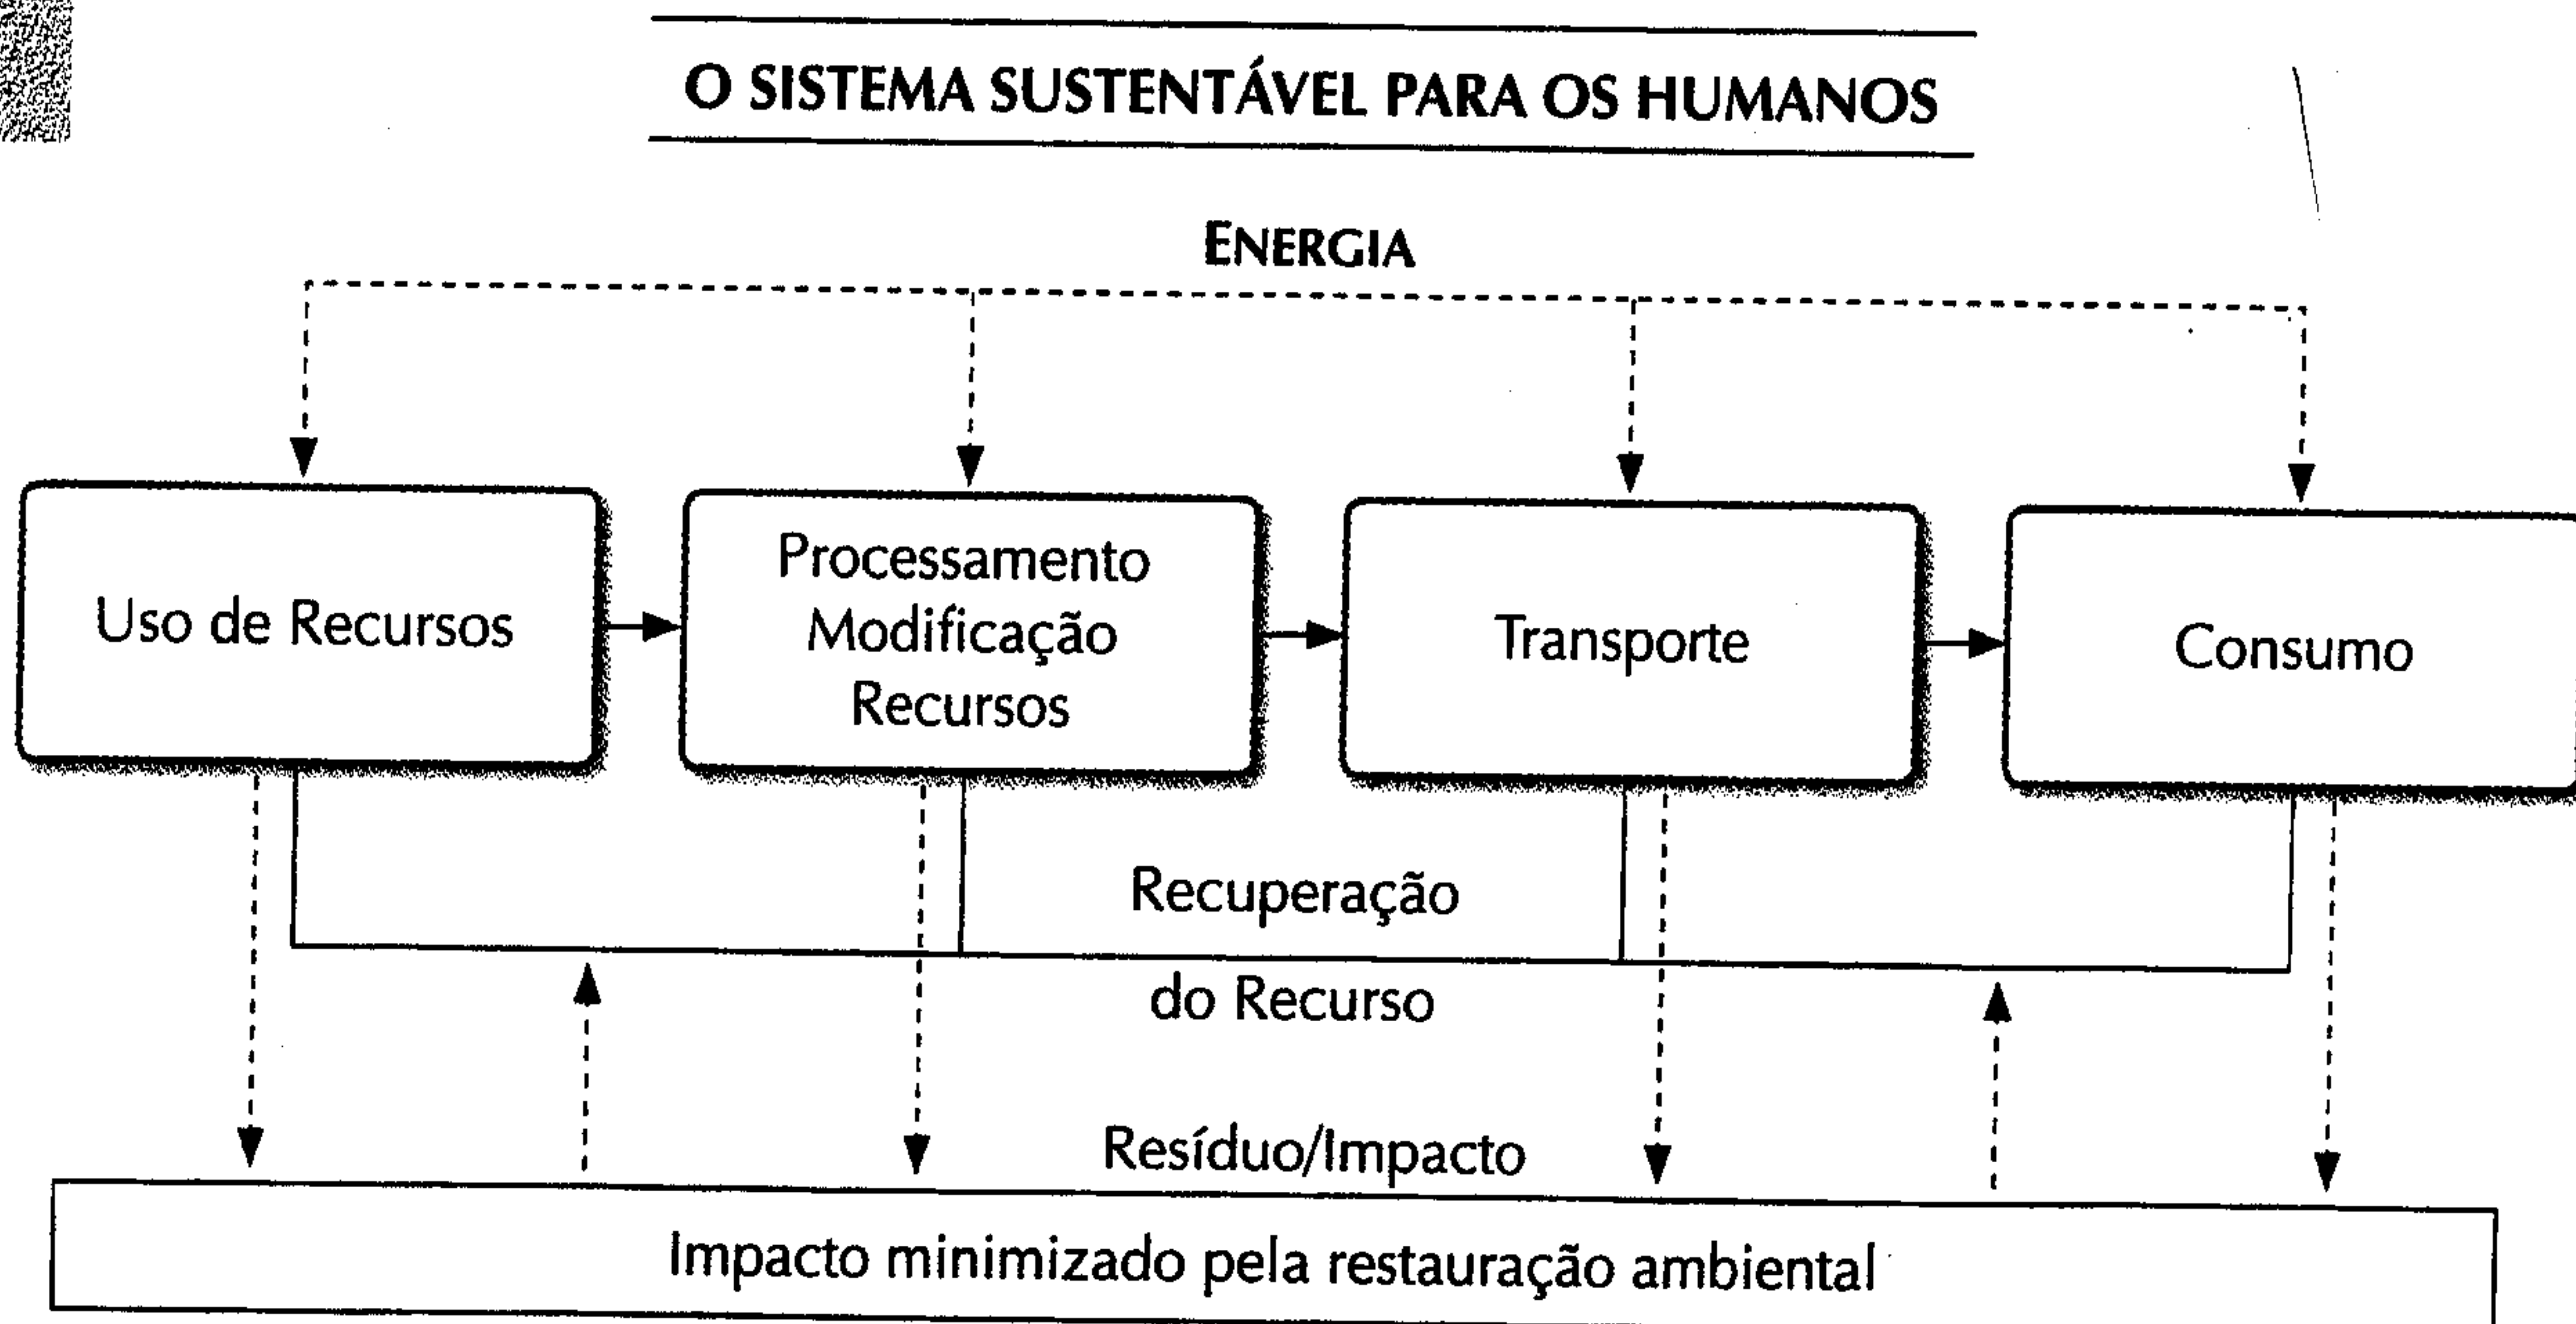 O SISTEMA SUSTENTÁVEL PARA OS HUMANOS
ENERGIA
Uso de Recursos
Processamento
Modificação
Recursos
Transporte
Consumo
Recuperação
do Recurso
Resíduo/Impacto
Impacto minimizado pela restauração ambiental